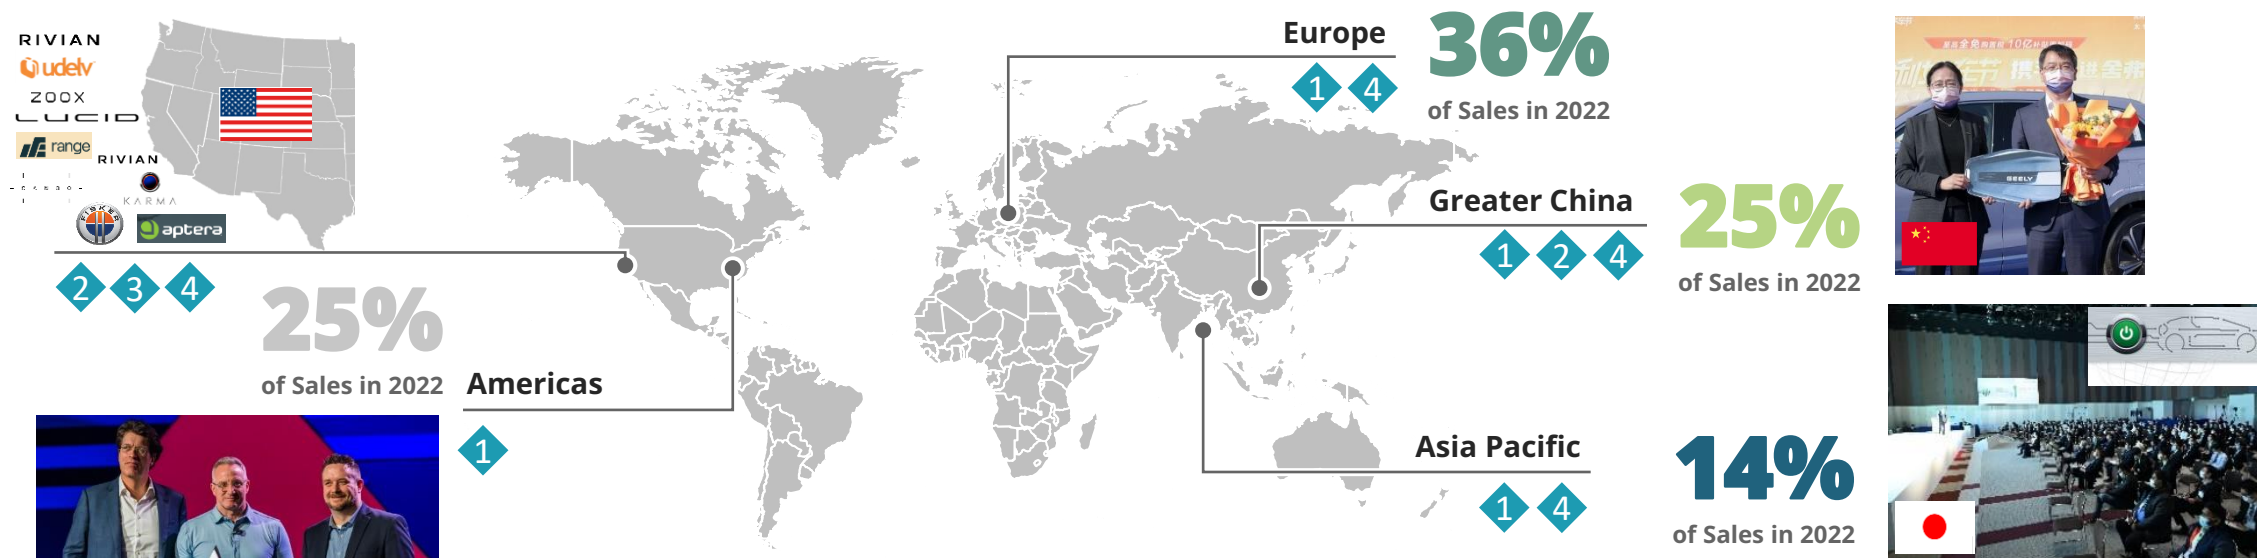 RIVIAN
udelv
ZOOX
LUCID
range
RIVIAN
KARMA
FISKER
aptera
2 3 4
25%
of Sales in 2022
Americas
1
Europe
1 4
36%
of Sales in 2022
Greater China
1 2 4
25%
of Sales in 2022
Asia Pacific
1 4
14%
of Sales in 2022
GEELY